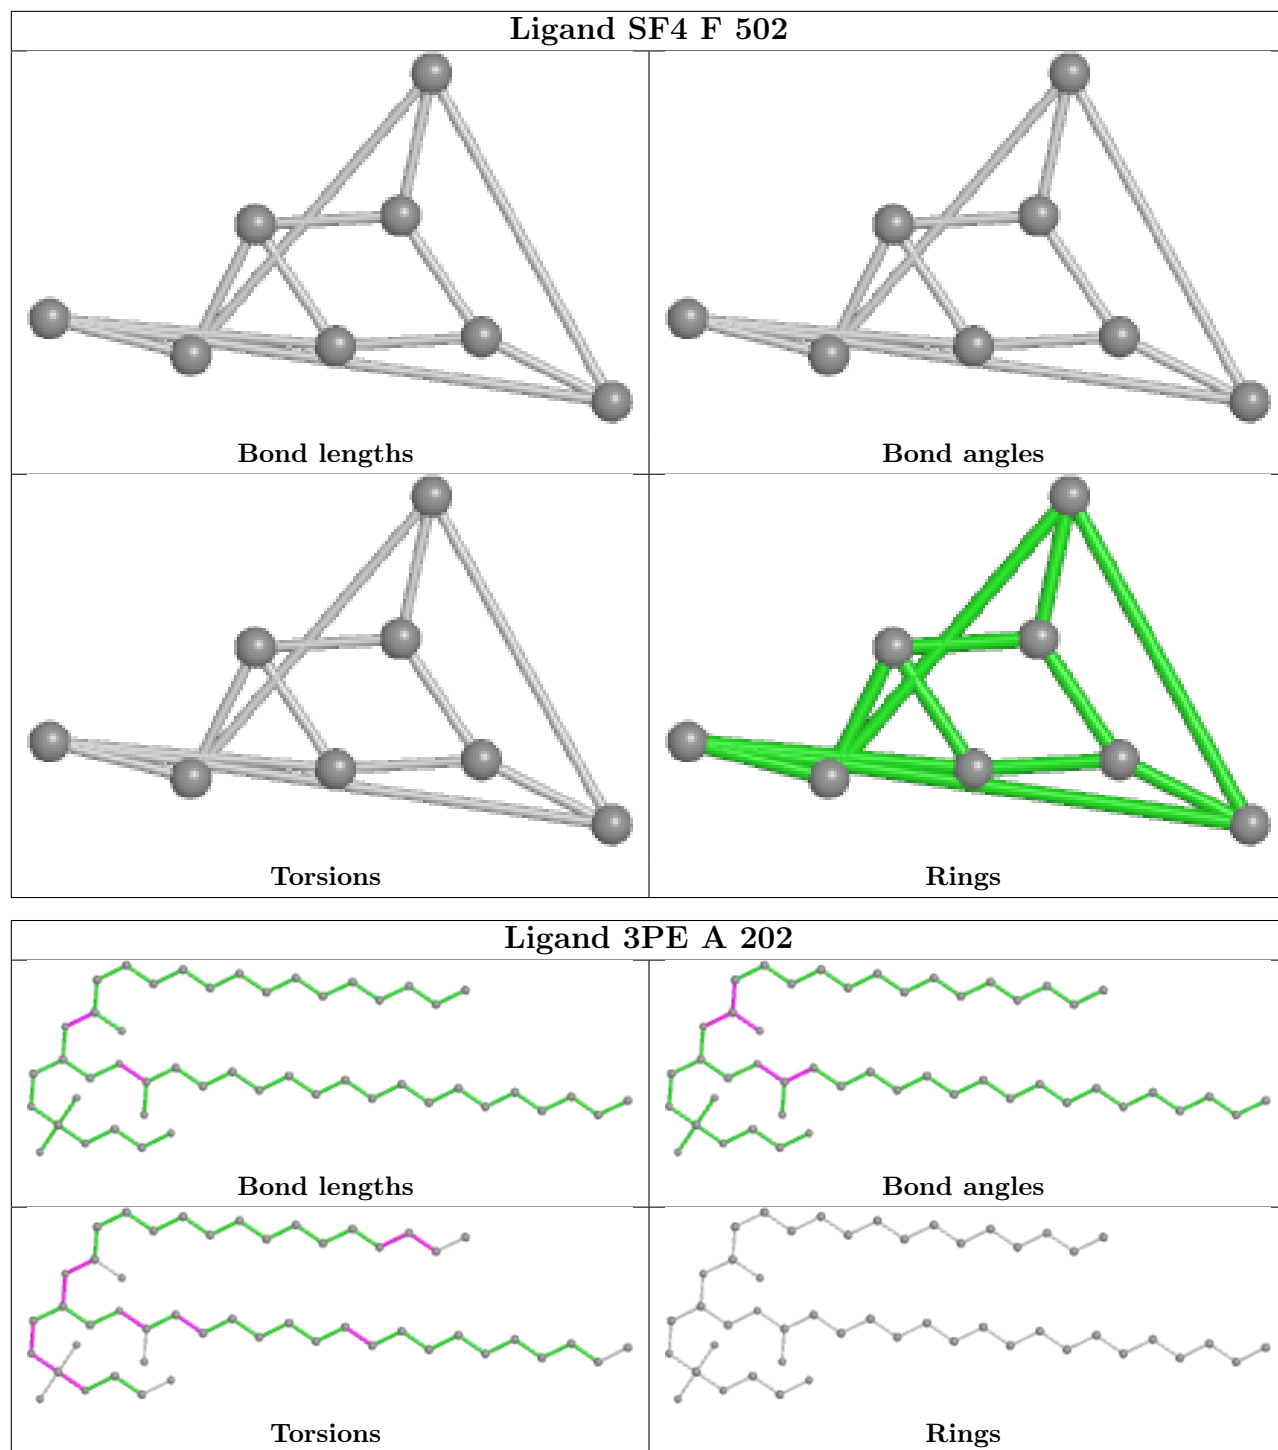 Ligand SF4 F 502
Bond lengths
Bond angles
Torsions
Rings
Ligand 3PE A 202
Bond lengths
Bond angles
Torsions
Rings